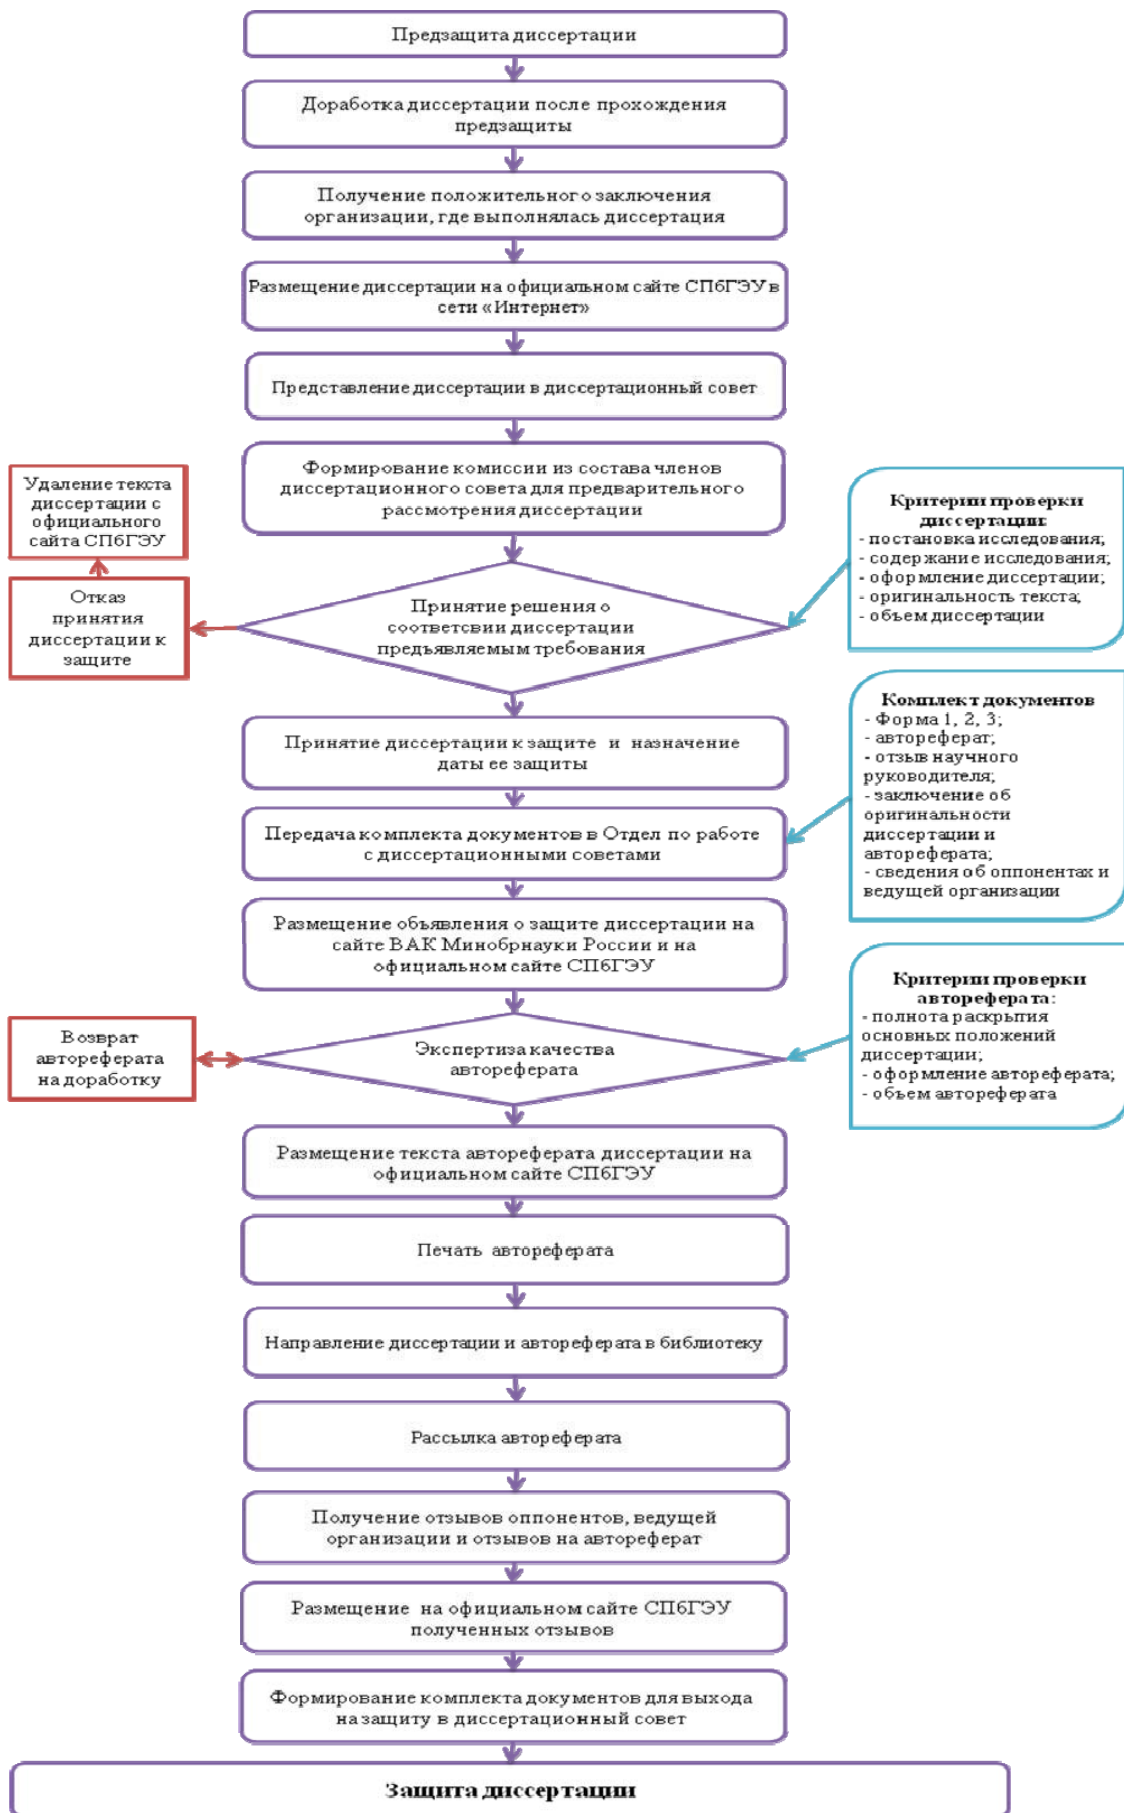 Предзащита диссертации
Доработка диссертации после прохождения
предзащиты
Получение положительного заключения
организации, где выполнялась диссертация
Размещение диссертации на официальном сайте СПбГЭУ в
сети «Интернет»
Представление диссертации в диссертационный совет
Формирование комиссии из состава членов
диссертационного совета для предварительного
рассмотрения диссертации
Удаление текста
диссертации с
официального
сайта СПбГЭУ
Критерии проверки
диссертации:
- постановка исследования;
- содержание исследования;
- оформление диссертации;
- оригинальность текста;
- объем диссертации
Отказ
принятия
диссертации к
защите
Принятие решения о
соответсвии диссертации
предъявляемым требования
Комплект документов
- Форма 1, 2, 3;
- автореферат;
- отзыв научного
руководителя;
- заключение об
оригинальности
диссертации и
автореферата;
- сведения об оппонентах и
ведущей организации
Принятие диссертации к защите и назначение
даты ее защиты
Передача комплекта документов в Отдел по работе
с диссертационными советами
Размещение объявления о защите диссертации на
сайте ВАК Минобрнауки России и на
официальном сайте СПбГЭУ
Критерии проверки
автореферата:
- полнота раскрытия
основных положений
диссертации;
- оформление автореферата;
- объем автореферата
Возврат
автореферата
на доработку
Экспертиза качества
автореферата
Размещение текста автореферата диссертации на
официальном сайте СПбГЭУ
Печать автореферата
Направление диссертации и автореферата в библиотеку
Рассылка автореферата
Получение отзывов оппонентов, ведущей
организации и отзывов на автореферат
Размещение на официальном сайте СПбГЭУ
полученных отзывов
Формирование комплекта документов для выхода
на защиту в диссертационный совет
Защита диссертации